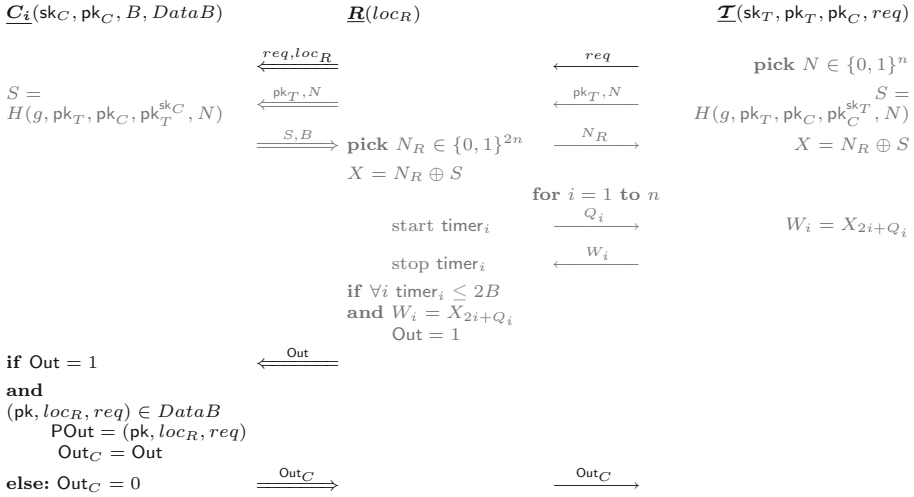 C_i(sk_C, pk_C, B, DataB) R(loc_R) T(sk_T, pk_T, pk_C, req)
req,loc_R req pick N ∈ {0, 1}^n
S = pk_T,N pk_T,N S =
H(g, pk_T, pk_C, pk_T^{sk_C}, N) H(g, pk_T, pk_C, pk_C^{sk_T}, N)
S,B pick N_R ∈ {0, 1}^{2n} N_R X = N_R ⊕ S
X = N_R ⊕ S
for i = 1 to n
start timer_i Q_i W_i = X_{2i+Q_i}
stop timer_i W_i
if ∀i timer_i ≤ 2B
and W_i = X_{2i+Q_i}
Out = 1
if Out = 1 Out
and
(pk, loc_R, req) ∈ DataB
POut = (pk, loc_R, req)
Out_C = Out
else: Out_C = 0 Out_C Out_C